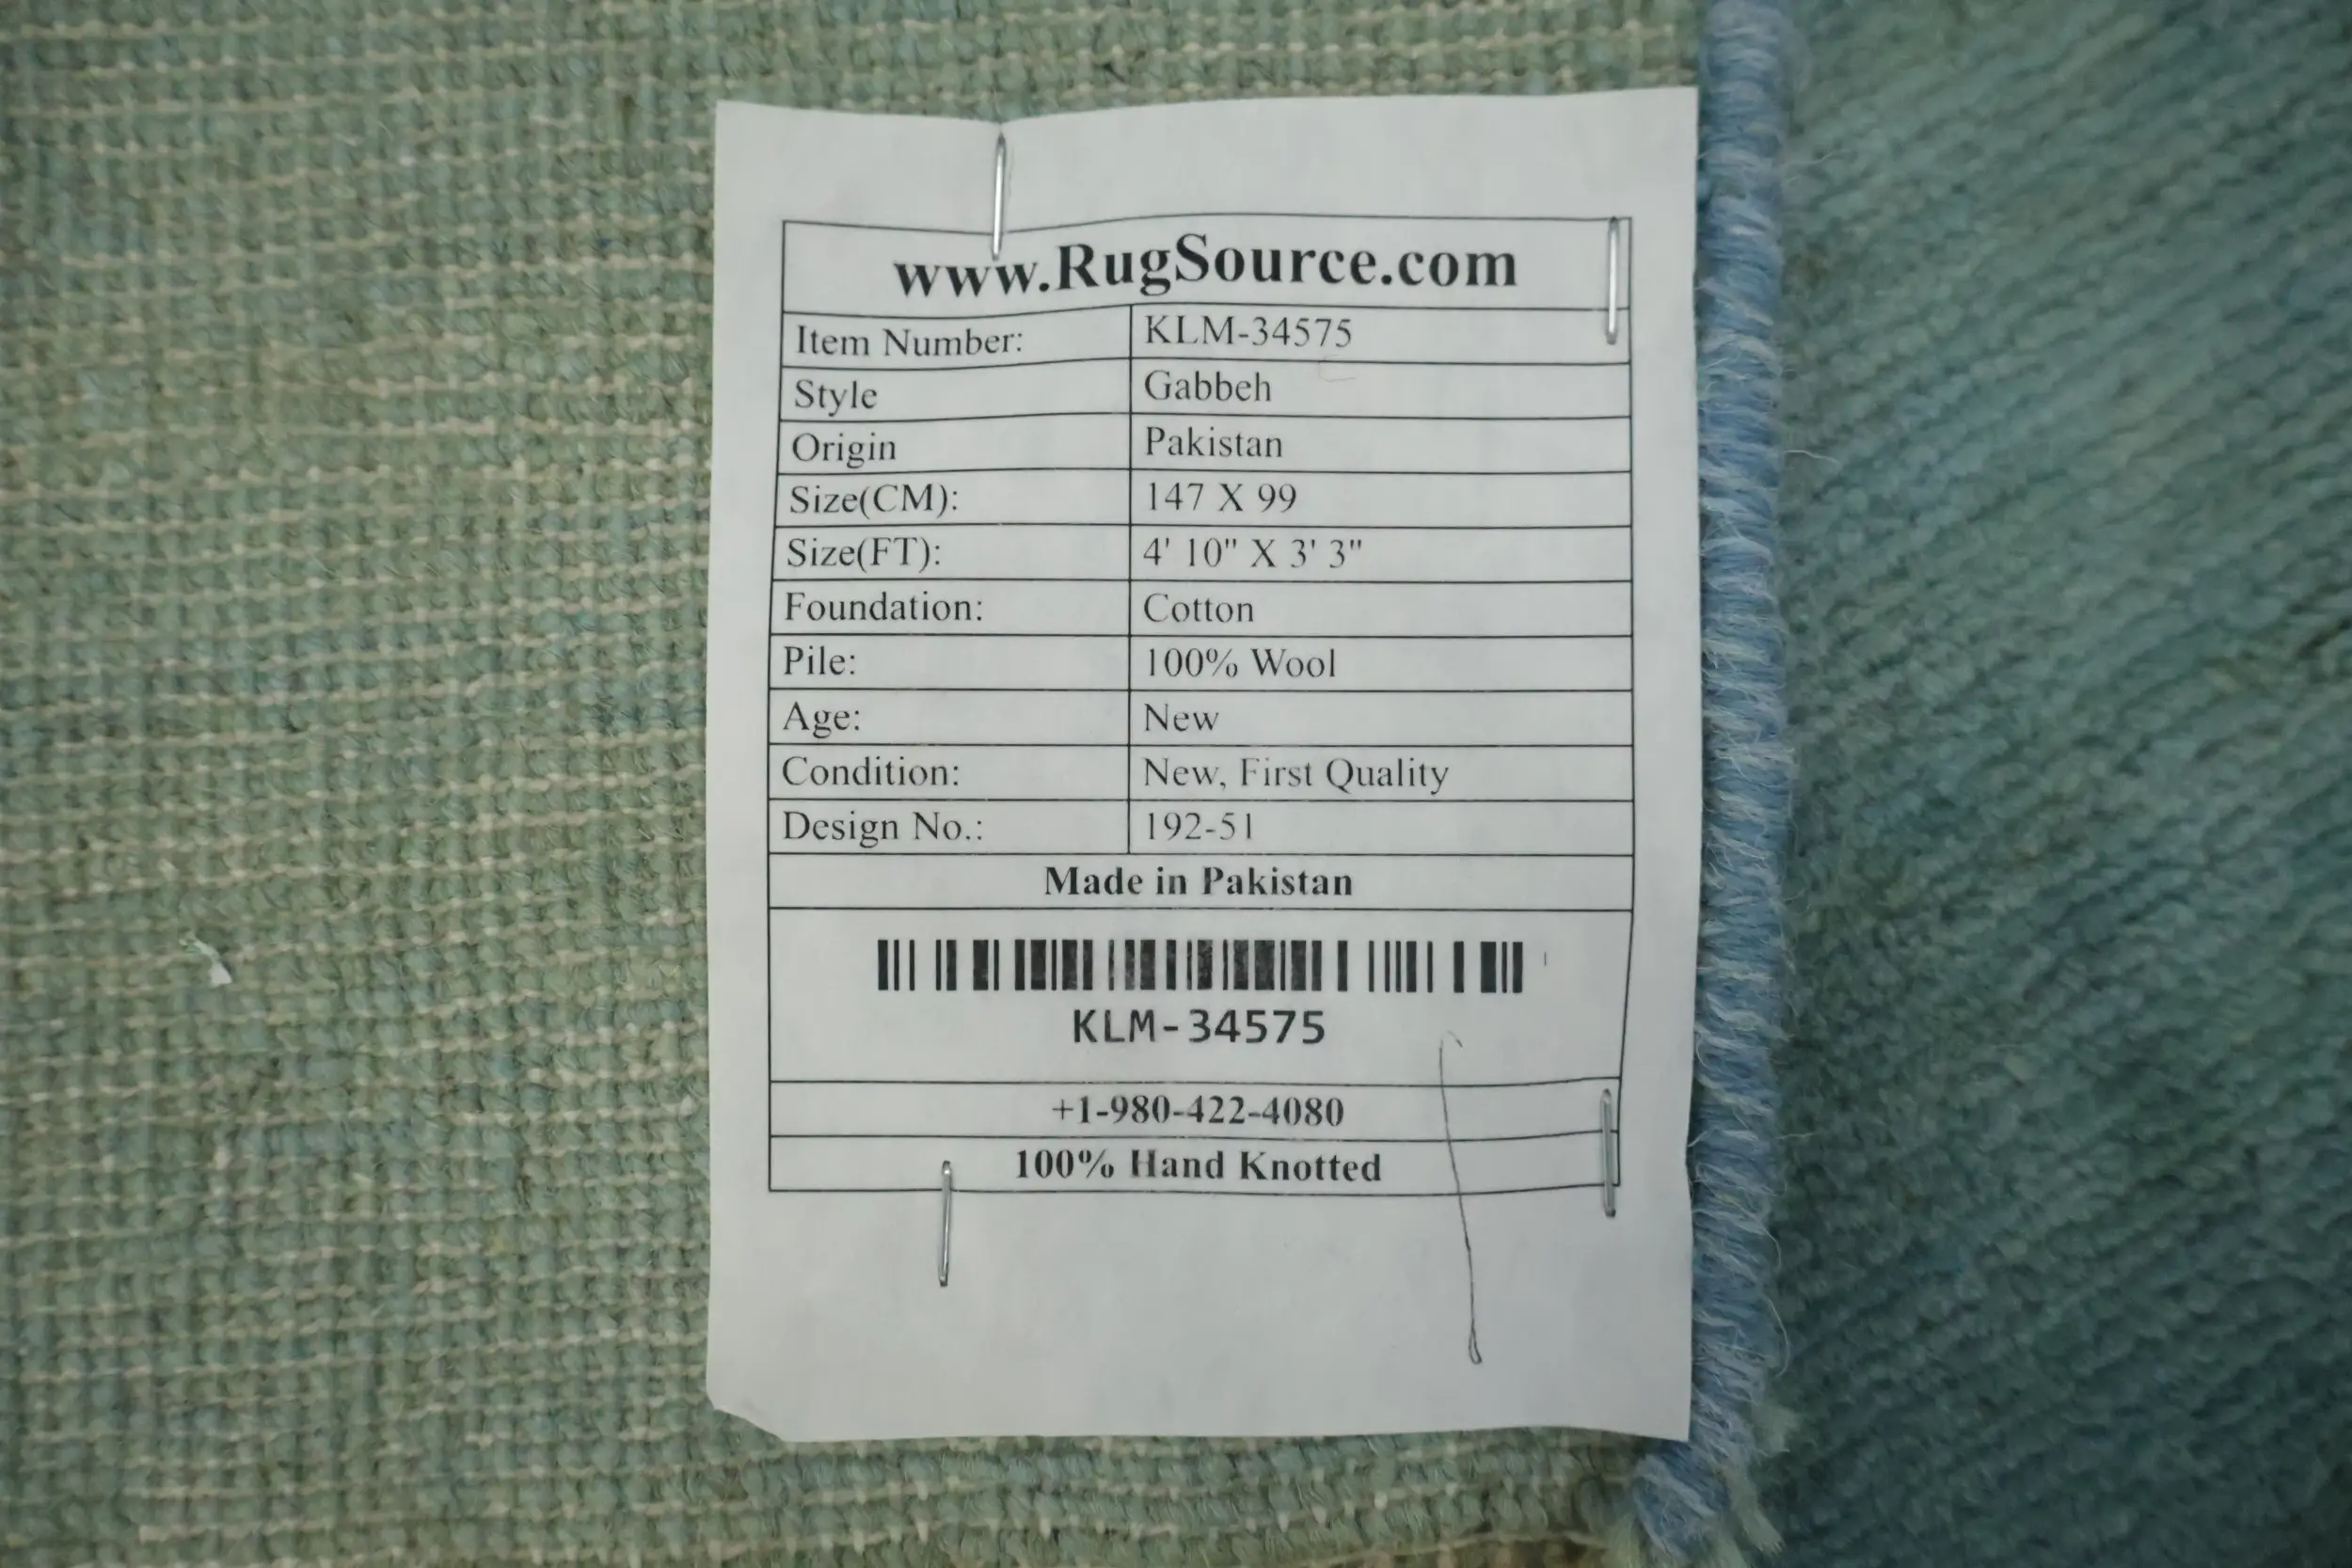 www.RugSource.com
Item Number: KLM-34575
Style Gabbeh
Origin Pakistan
Size(CM): 147 X 99
Size(FT): 4' 10" X 3' 3"
Foundation: Cotton
Pile: 100% Wool
Age: New
Condition: New, First Quality
Design No.: 192-51
Made in Pakistan
KLM-34575
+1-980-422-4080
100% Hand Knotted